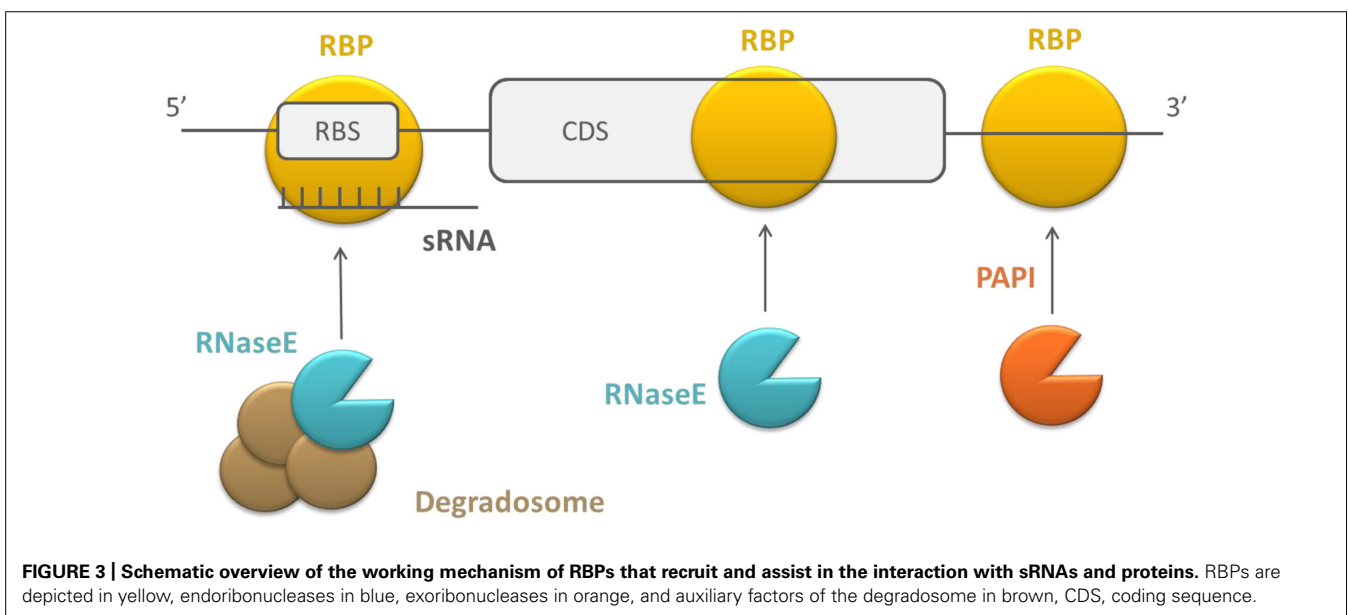 RBP RBP RBP
5’ RBS CDS 3’
sRNA
PAPI
RNaseE
RNaseE
Degradosome
FIGURE 3 | Schematic overview of the working mechanism of RBPs that recruit and assist in the interaction with sRNAs and proteins. RBPs are
depicted in yellow, endoribonucleases in blue, exoribonucleases in orange, and auxiliary factors of the degradosome in brown, CDS, coding sequence.